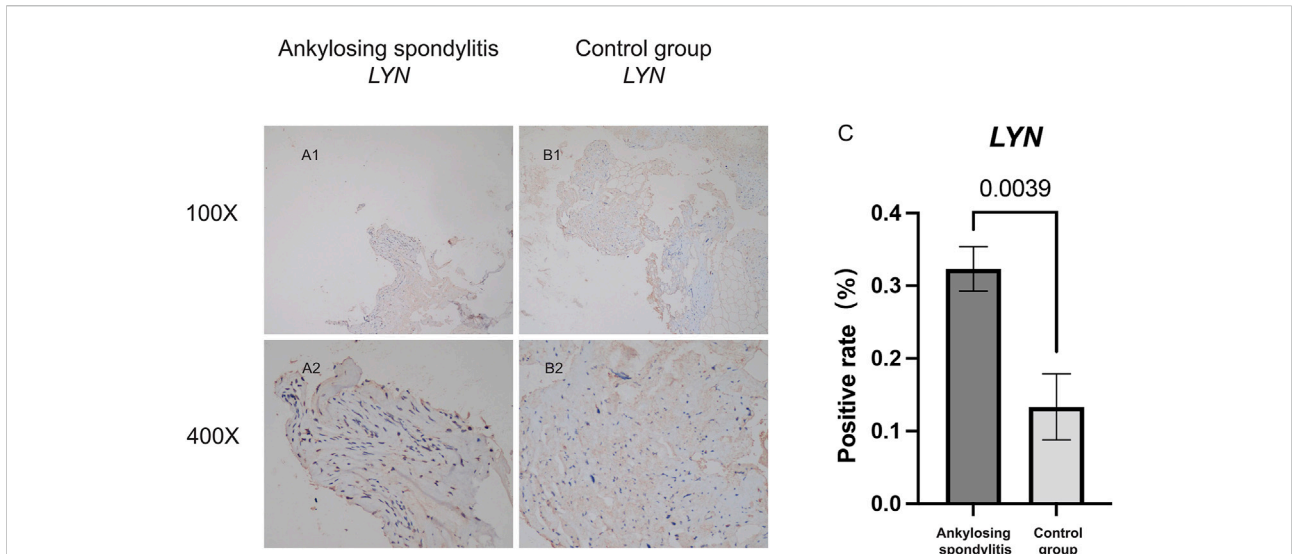 Ankylosing spondylitis
LYN
Control group
LYN
100X
A1
B1
400X
A2
B2
C
LYN
0.0039
Positive rate (%)
0.4
0.3
0.2
0.1
0.0
Ankylosing
spondylitis
Control
group